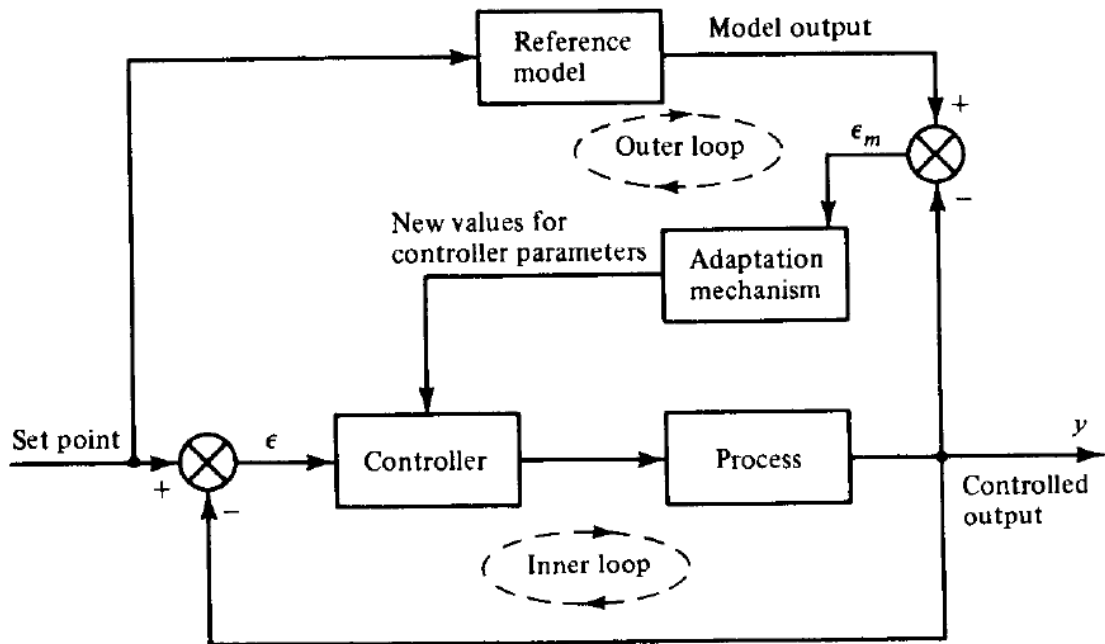 Model output
Reference
model
+
Outer loop
ϵm
−
New values for
controller parameters
Adaptation
mechanism
Set point
+
−
ϵ
Controller
Process
y
Controlled
output
Inner loop